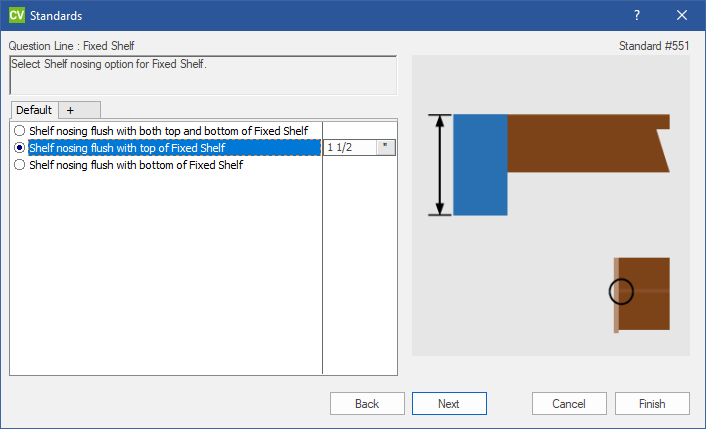 CV Standards ?
Question Line : Fixed Shelf
Standard #551
Select Shelf nosing option for Fixed Shelf.
Default +
Shelf nosing flush with both top and bottom of Fixed Shelf
Shelf nosing flush with top of Fixed Shelf 1 1/2 "
Shelf nosing flush with bottom of Fixed Shelf
Back Next Cancel Finish